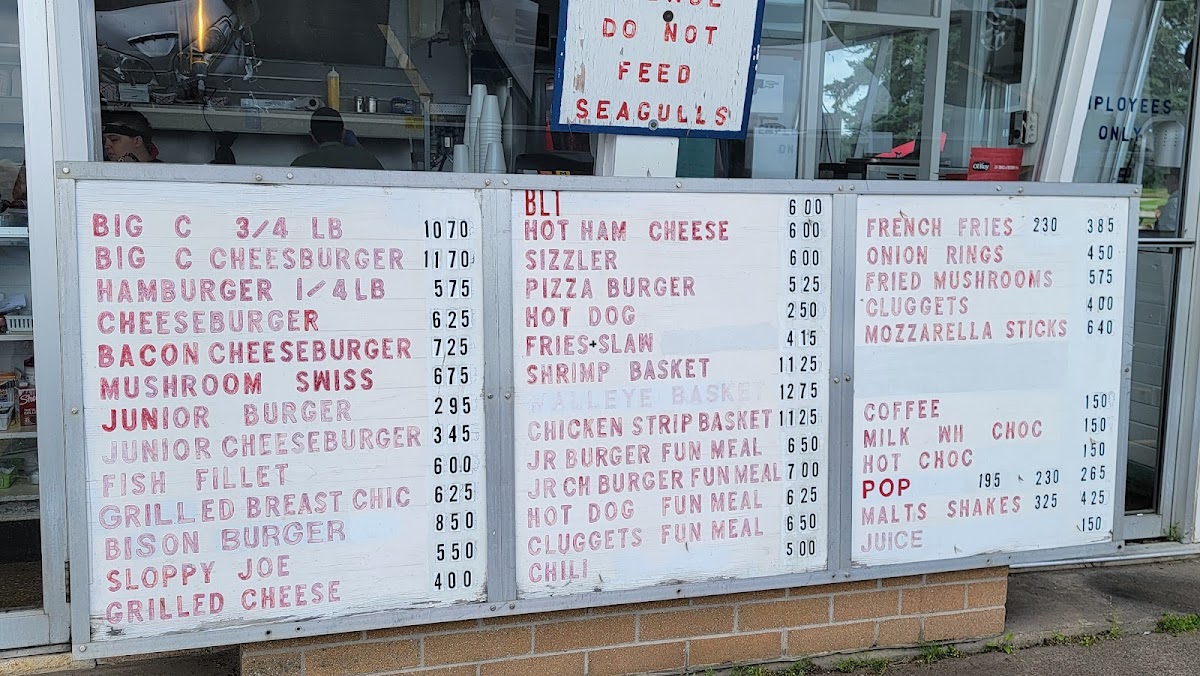 DO NOT
FEED
SEAGULLS
EMPLOYEES
ONLY
BIG C 3/4 LB 1070
BIG C CHEESBURGER 1170
HAMBURGER 1/4LB 575
CHEESEBURGER 625
BACON CHEESEBURGER 725
MUSHROOM SWISS 675
JUNIOR BURGER 295
JUNIOR CHEESEBURGER 345
FISH FILLET 600
GRILLED BREAST CHIC 625
BISON BURGER 850
SLOPPY JOE 550
GRILLED CHEESE 400
BLT 600
HOT HAM CHEESE 600
SIZZLER 600
PIZZA BURGER 525
HOT DOG 250
FRIES+SLAW 415
SHRIMP BASKET 1125
WALLEYE BASKET 1275
CHICKEN STRIP BASKET 1125
JR BURGER FUN MEAL 650
JR CH BURGER FUN MEAL 700
HOT DOG FUN MEAL 625
CLUGGETS FUN MEAL 650
CHILI 500
FRENCH FRIES 230 385
ONION RINGS 450
FRIED MUSHROOMS 575
CLUGGETS 400
MOZZARELLA STICKS 640
COFFEE 150
MILK WH CHOC 150
HOT CHOC 150
POP 195 230 265
MALTS SHAKES 325 425
JUICE 150